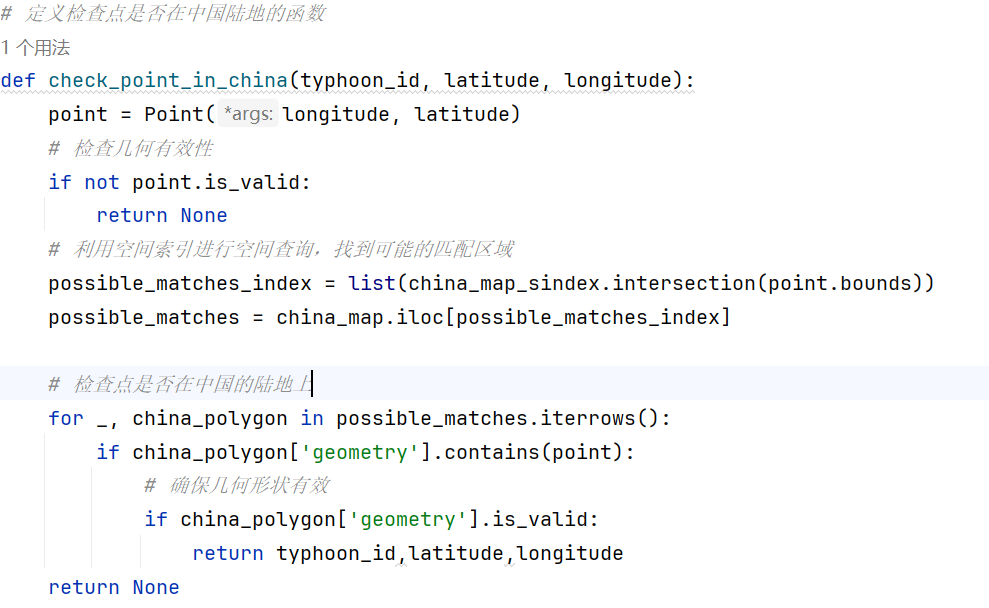 # 定义检查点是否在中国陆地的函数
1 个用法
def check_point_in_china(typhoon_id, latitude, longitude):
    point = Point( *args: longitude, latitude)
    # 检查几何有效性
    if not point.is_valid:
        return None
    # 利用空间索引进行空间查询，找到可能的匹配区域
    possible_matches_index = list(china_map_sindex.intersection(point.bounds))
    possible_matches = china_map.iloc[possible_matches_index]
    # 检查点是否在中国的陆地上
    for _, china_polygon in possible_matches.iterrows():
        if china_polygon['geometry'].contains(point):
            # 确保几何形状有效
            if china_polygon['geometry'].is_valid:
                return typhoon_id,latitude,longitude
    return None